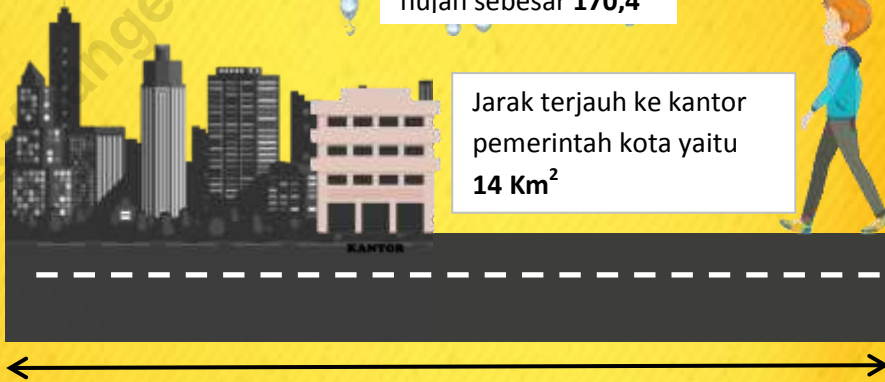 hujan sebesar 170,4
Jarak terjauh ke kantor
pemerintah kota yaitu
14 Km²
KANTOR